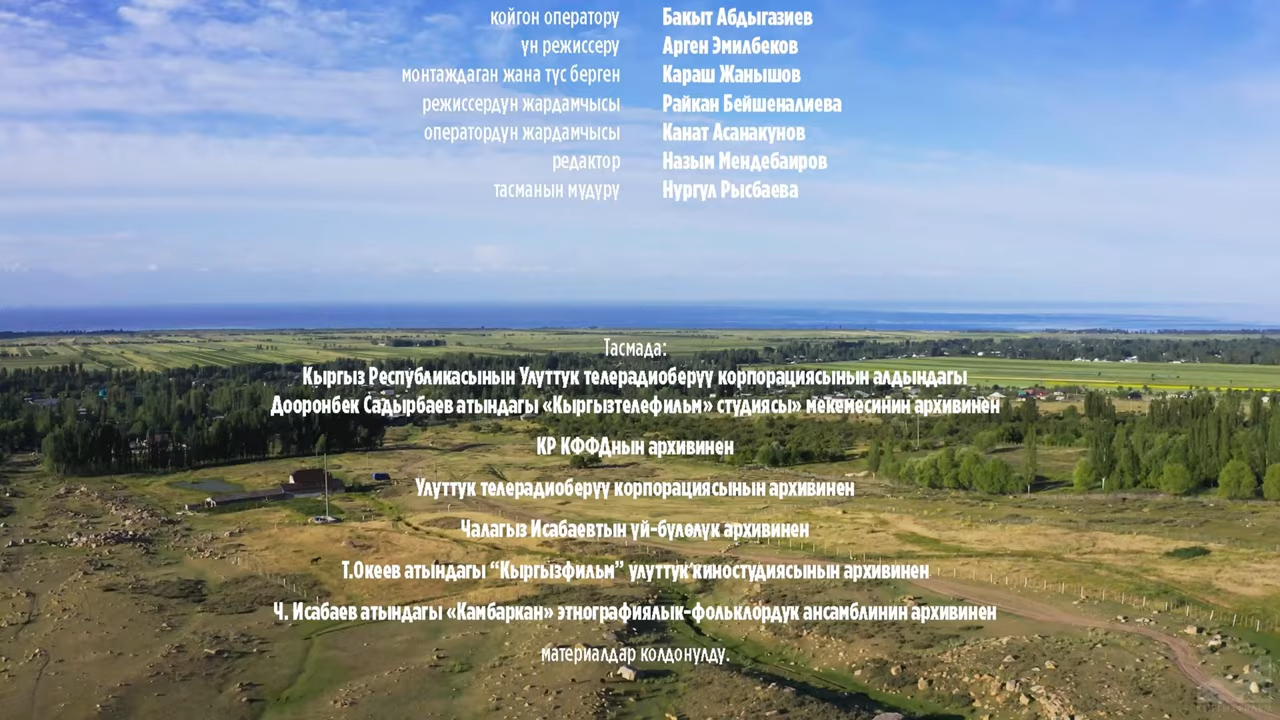 койгон оператору Бакыт Абдыгазиев
үн режиссеру Арген Эмилбеков
монтаждаган жана түс берген Караш Жанышов
режиссердун жардамчысы Райкан Бейшеналиева
оператордун жардамчысы Канат Асанакунов
редактор Назым Мендебаиров
тасманын мүдүрү Нургүл Рысбаева
Тасмада:
Кыргыз Республикасынын Улуттук телерадиоберүү корпорациясынын алдындагы
Дооронбек Садырбаев атындагы «Кыргызтелефильм» студиясы» мекемесинин архивинен
КР КФФДнын архивинен
Улуттук телерадиоберүү корпорациясынын архивинен
Чалагыз Исабаевтын үй-бүлөлүк архивинен
Т.Океев атындагы “Кыргызфильм” улуттук киностудиясынын архивинен
Ч. Исабаев атындагы «Камбаркан» этнографиялык-фольклордук ансамблинин архивинен
материалдар колдонулду.